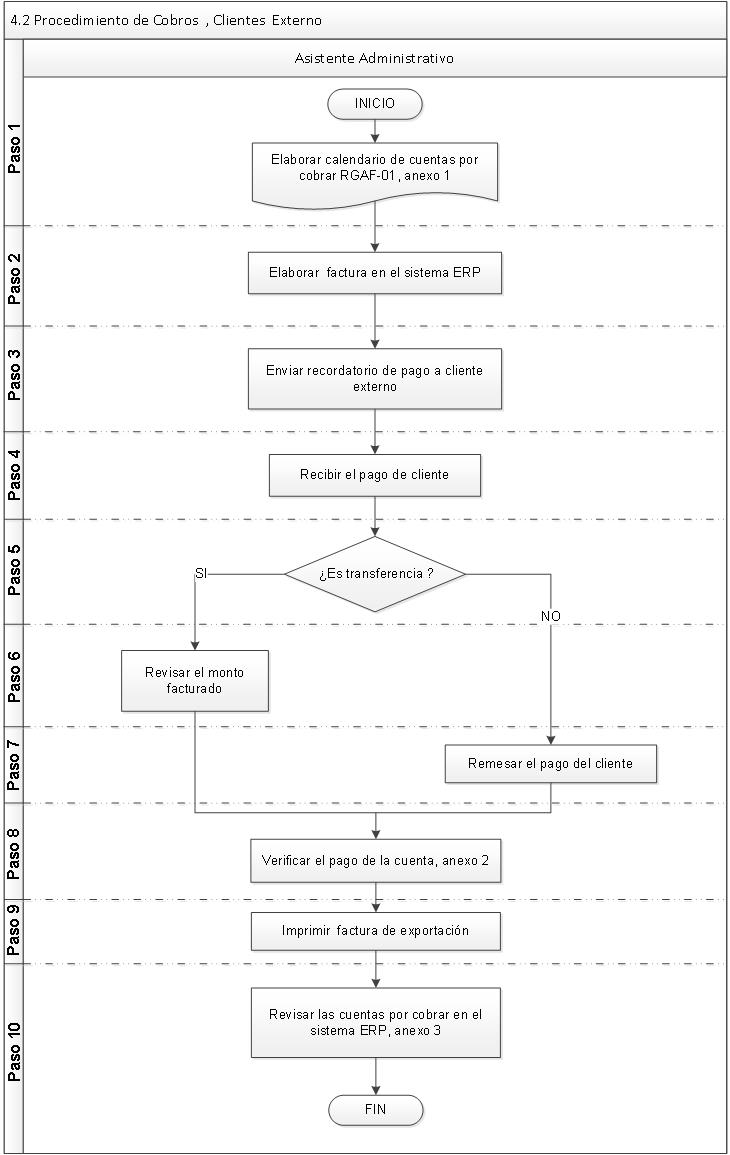 4.2 Procedimiento de Cobros , Clientes Externo
Asistente Administrativo
Paso 1
INICIO
Elaborar calendario de cuentas por
cobrar RGAF-01, anexo 1
Paso 2
Elaborar factura en el sistema ERP
Paso 3
Enviar recordatorio de pago a cliente
externo
Paso 4
Recibir el pago de cliente
Paso 5
¿Es transferencia ?
SI
NO
Paso 6
Revisar el monto
facturado
Paso 7
Remesar el pago del cliente
Paso 8
Verificar el pago de la cuenta, anexo 2
Paso 9
Imprimir factura de exportación
Paso 10
Revisar las cuentas por cobrar en el
sistema ERP, anexo 3
FIN